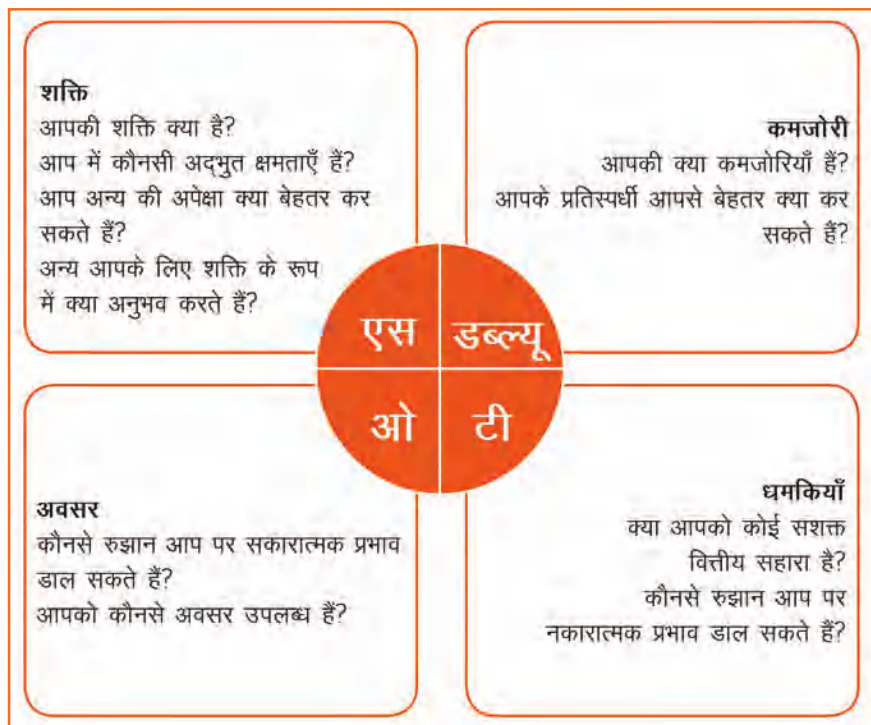 शक्ति
आपकी शक्ति क्या है?
आप में कौनसी अद्‌भुत क्षमताएँ हैं?
आप अन्य की अपेक्षा क्या बेहतर कर
सकते हैं?
अन्य आपके लिए शक्ति के रूप
में क्या अनुभव करते हैं?
कमजोरी
आपकी क्या कमजोरियाँ हैं?
आपके प्रतिस्पर्धी आपसे बेहतर क्या कर
सकते हैं?
एस
डब्ल्यू
ओ
टी
अवसर
कौनसे रुझान आप पर सकारात्मक प्रभाव
डाल सकते हैं?
आपको कौनसे अवसर उपलब्ध हैं?
धमकियाँ
क्या आपको कोई सशक्त
वित्तीय सहारा है?
कौनसे रुझान आप पर
नकारात्मक प्रभाव डाल सकते हैं?